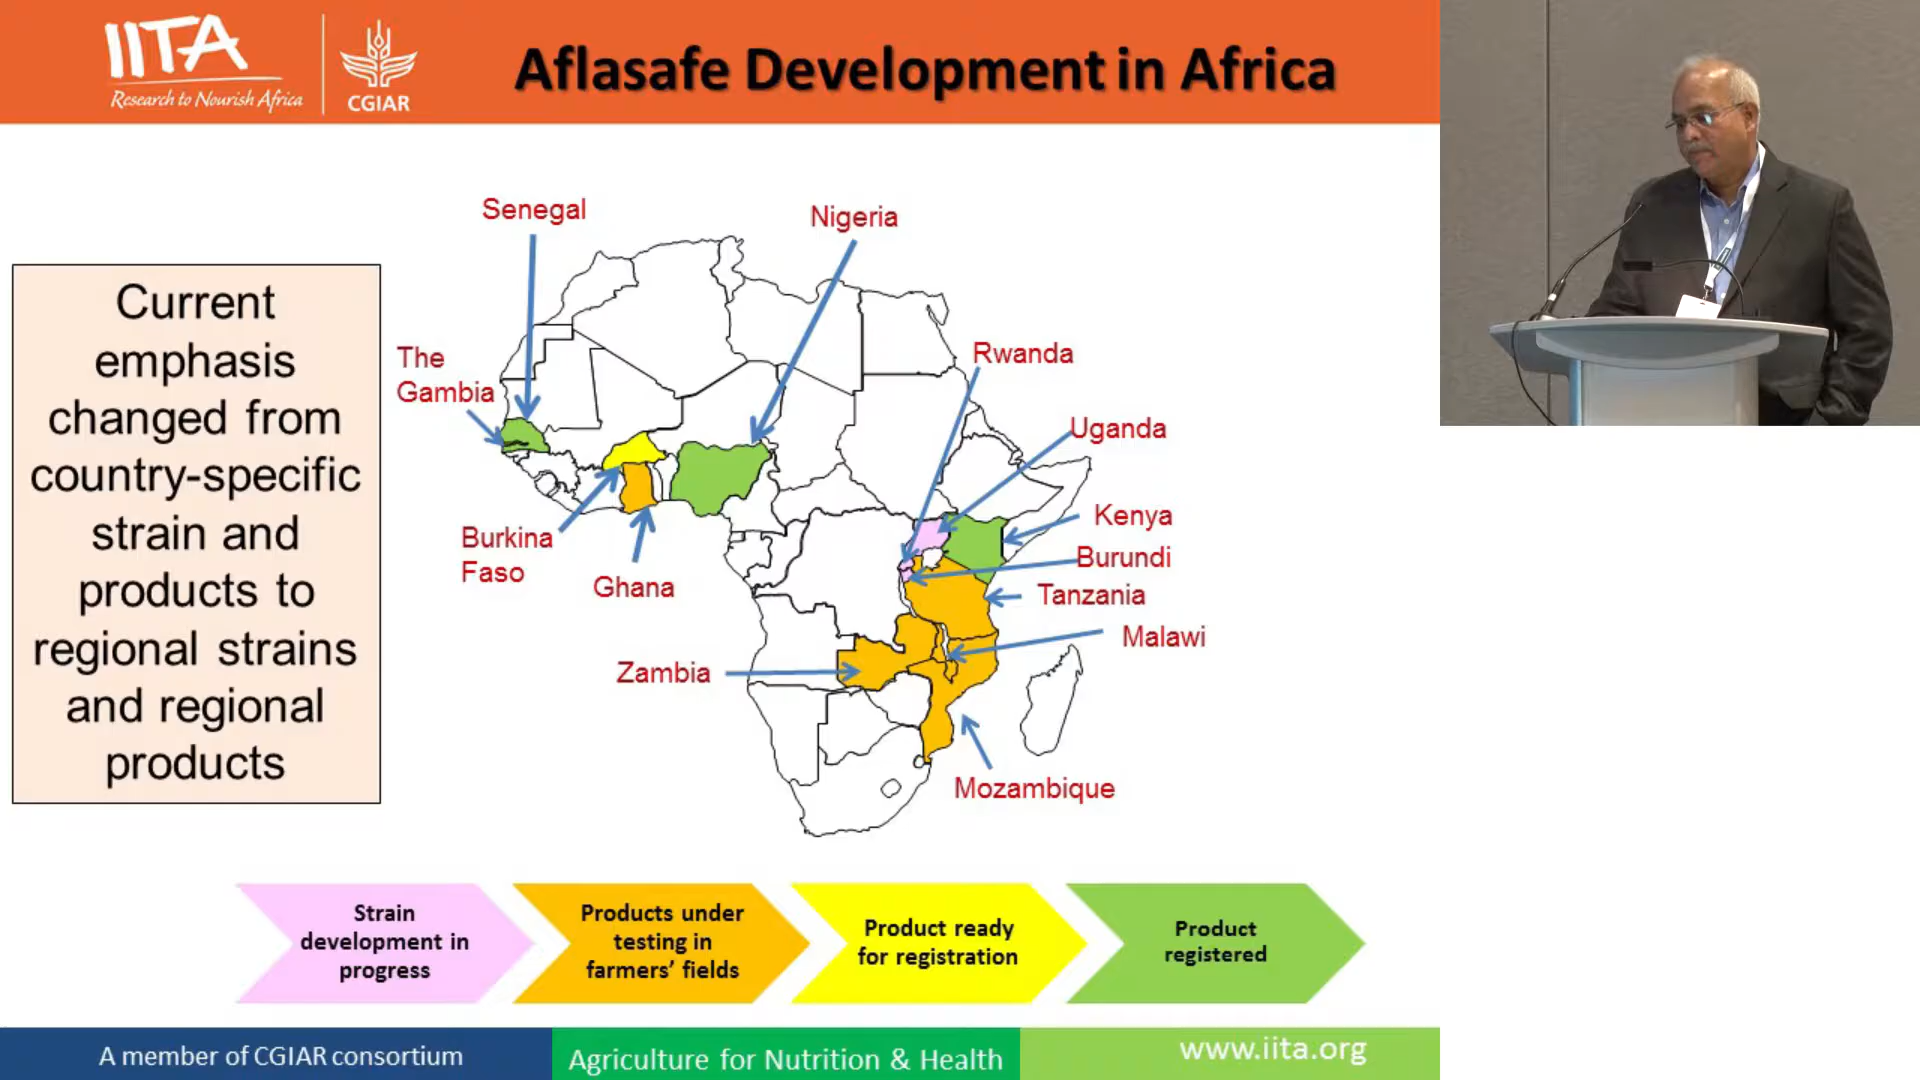 IITA
Research to Nourish Africa
CGIAR
Aflasafe Development in Africa
Current
emphasis
changed from
country-specific
strain and
products to
regional strains
and regional
products
Senegal
Nigeria
The
Gambia
Rwanda
Uganda
Kenya
Burkina
Faso
Burundi
Ghana
Tanzania
Malawi
Zambia
Mozambique
Strain
development in
progress
Products under
testing in
farmers’ fields
Product ready
for registration
Product
registered
A member of CGIAR consortium
Agriculture for Nutrition & Health
www.iita.org